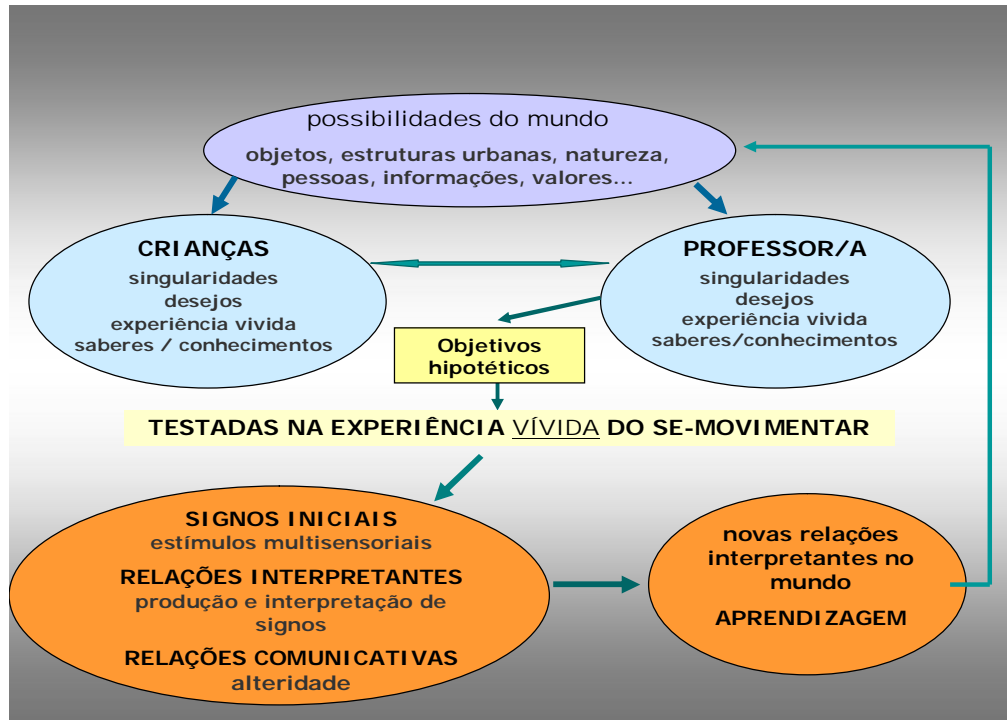 possibilidades do mundo
objetos, estruturas urbanas, natureza,
pessoas, informações, valores...
CRIANÇAS
singularidades
desejos
experiência vivida
saberes / conhecimentos
PROFESSOR/A
singularidades
desejos
experiência vivida
saberes/conhecimentos
Objetivos
hipotéticos
TESTADAS NA EXPERIÊNCIA VÍVIDA DO SE-MOVIMENTAR
SIGNOS INICIAIS
estímulos multisensoriais
RELAÇÕES INTERPRETANTES
produção e interpretação de
signos
RELAÇÕES COMUNICATIVAS
alteridade
novas relações
interpretantes no
mundo
APRENDIZAGEM